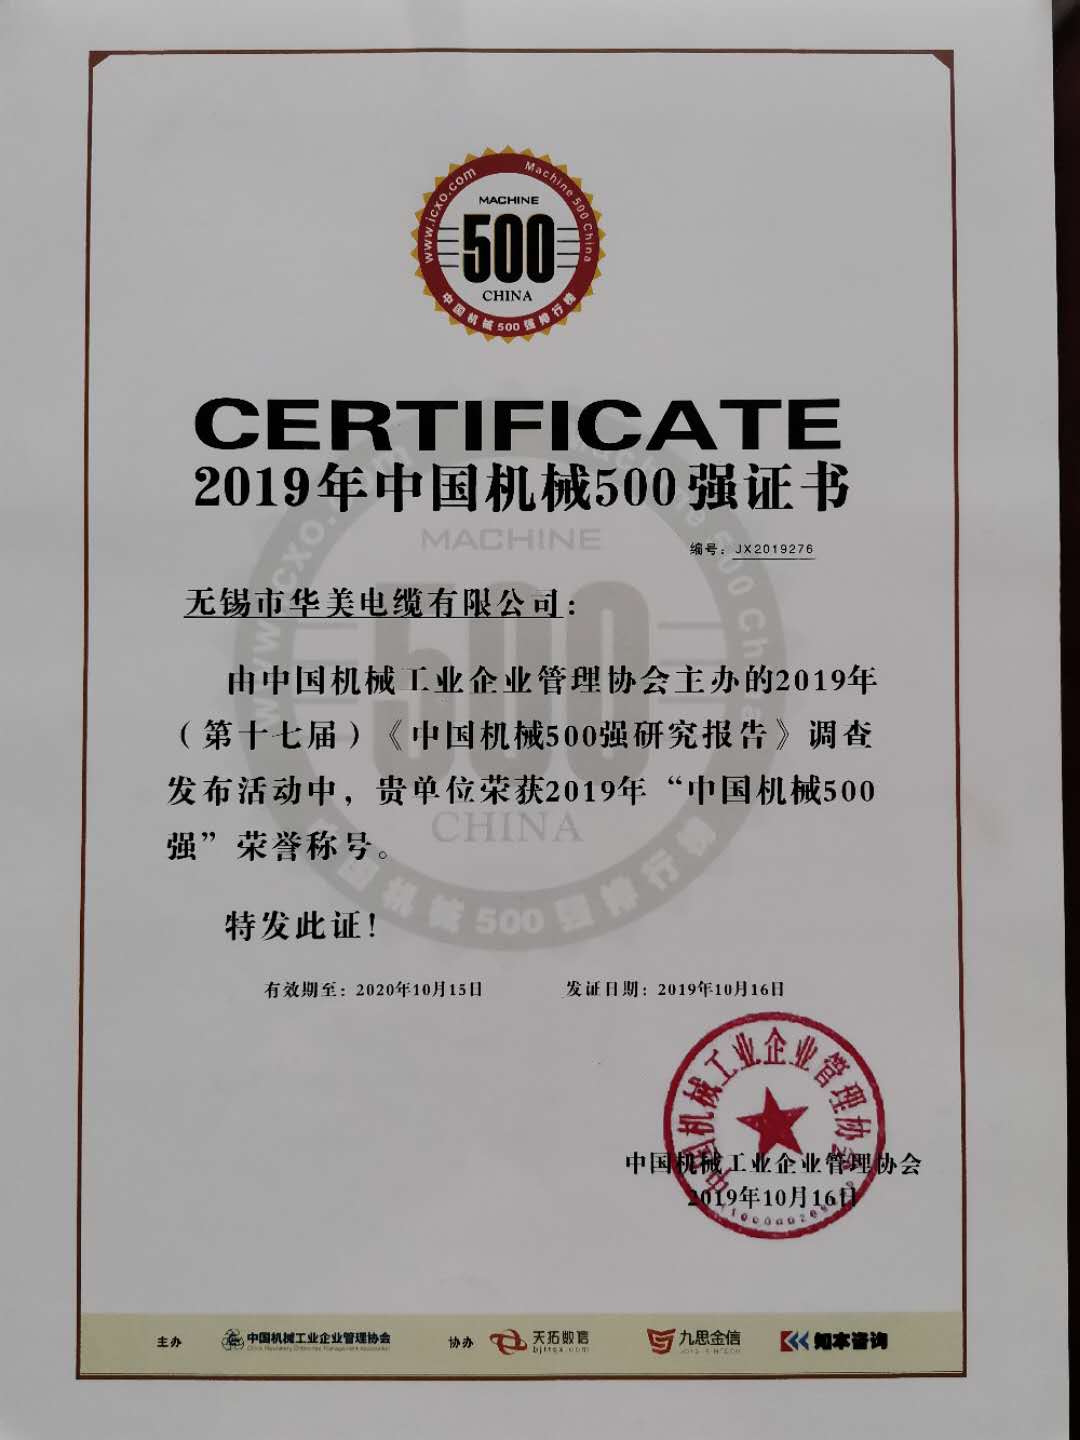 www.icxo.com Machine 500 China
MACHINE
500
CHINA
中国机械500强排行榜
CERTIFICATE
2019年中国机械500强证书
编号：JX2019276
无锡市华美电缆有限公司：
由中国机械工业企业管理协会主办的2019年
（第十七届）《中国机械500强研究报告》调查
发布活动中，贵单位荣获2019年“中国机械500
强”荣誉称号。
特发此证！
有效期至：2020年10月15日 发证日期：2019年10月16日
中国机械工业企业管理协会
中国机械工业企业管理协会
2019年10月16日
主办 中国机械工业企业管理协会 协办 天拓数信 九思金信 知本咨询